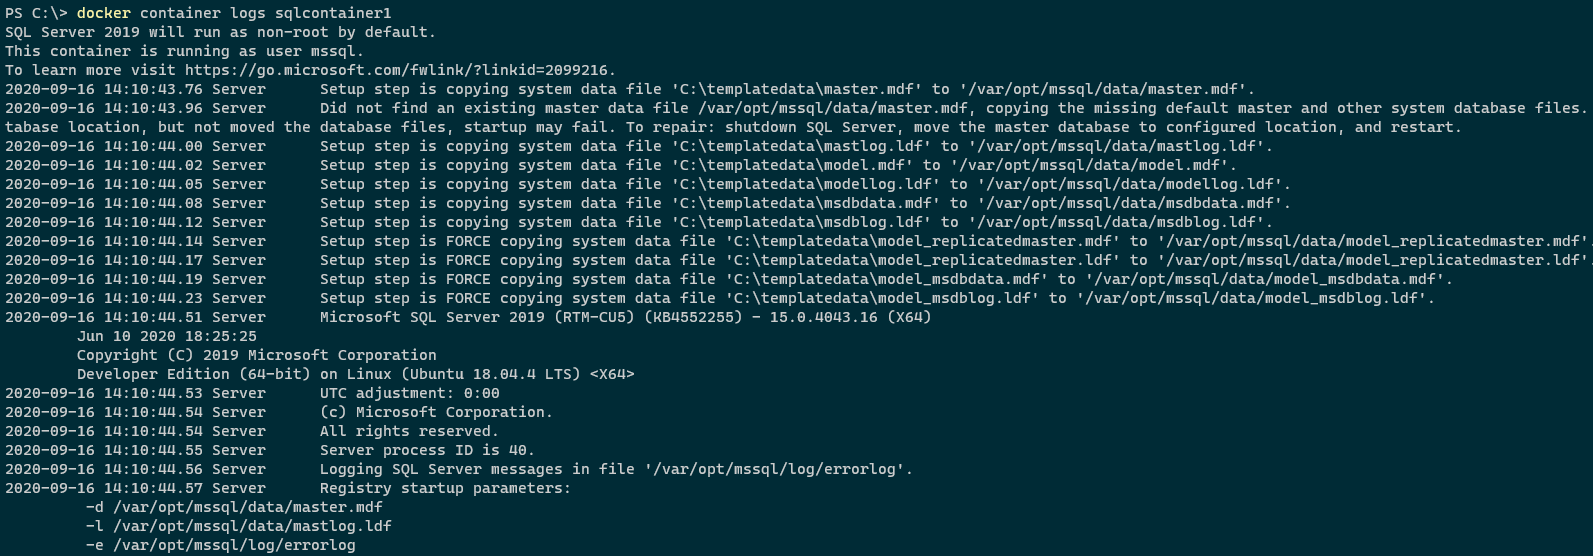 PS C:\> docker container logs sqlcontainer1
SQL Server 2019 will run as non-root by default.
This container is running as user mssql.
To learn more visit https://go.microsoft.com/fwlink/?linkid=2099216.
2020-09-16 14:10:43.76 Server      Setup step is copying system data file 'C:\templatedata\master.mdf' to '/var/opt/mssql/data/master.mdf'.
2020-09-16 14:10:43.96 Server      Did not find an existing master data file /var/opt/mssql/data/master.mdf, copying the missing default master and other system database files.
tabase location, but not moved the database files, startup may fail. To repair: shutdown SQL Server, move the master database to configured location, and restart.
2020-09-16 14:10:44.00 Server      Setup step is copying system data file 'C:\templatedata\mastlog.ldf' to '/var/opt/mssql/data/mastlog.ldf'.
2020-09-16 14:10:44.02 Server      Setup step is copying system data file 'C:\templatedata\model.mdf' to '/var/opt/mssql/data/model.mdf'.
2020-09-16 14:10:44.05 Server      Setup step is copying system data file 'C:\templatedata\modellog.ldf' to '/var/opt/mssql/data/modellog.ldf'.
2020-09-16 14:10:44.08 Server      Setup step is copying system data file 'C:\templatedata\msdbdata.mdf' to '/var/opt/mssql/data/msdbdata.mdf'.
2020-09-16 14:10:44.12 Server      Setup step is copying system data file 'C:\templatedata\msdblog.ldf' to '/var/opt/mssql/data/msdblog.ldf'.
2020-09-16 14:10:44.14 Server      Setup step is FORCE copying system data file 'C:\templatedata\model_replicatedmaster.mdf' to '/var/opt/mssql/data/model_replicatedmaster.mdf'.
2020-09-16 14:10:44.17 Server      Setup step is FORCE copying system data file 'C:\templatedata\model_replicatedmaster.ldf' to '/var/opt/mssql/data/model_replicatedmaster.ldf'.
2020-09-16 14:10:44.19 Server      Setup step is FORCE copying system data file 'C:\templatedata\model_msdbdata.mdf' to '/var/opt/mssql/data/model_msdbdata.mdf'.
2020-09-16 14:10:44.23 Server      Setup step is FORCE copying system data file 'C:\templatedata\model_msdblog.ldf' to '/var/opt/mssql/data/model_msdblog.ldf'.
2020-09-16 14:10:44.51 Server      Microsoft SQL Server 2019 (RTM-CU5) (KB4552255) - 15.0.4043.16 (X64)
        Jun 10 2020 18:25:25
        Copyright (C) 2019 Microsoft Corporation
        Developer Edition (64-bit) on Linux (Ubuntu 18.04.4 LTS) <X64>
2020-09-16 14:10:44.53 Server      UTC adjustment: 0:00
2020-09-16 14:10:44.54 Server      (c) Microsoft Corporation.
2020-09-16 14:10:44.54 Server      All rights reserved.
2020-09-16 14:10:44.55 Server      Server process ID is 40.
2020-09-16 14:10:44.56 Server      Logging SQL Server messages in file '/var/opt/mssql/log/errorlog'.
2020-09-16 14:10:44.57 Server      Registry startup parameters:
         -d /var/opt/mssql/data/master.mdf
         -l /var/opt/mssql/data/mastlog.ldf
         -e /var/opt/mssql/log/errorlog